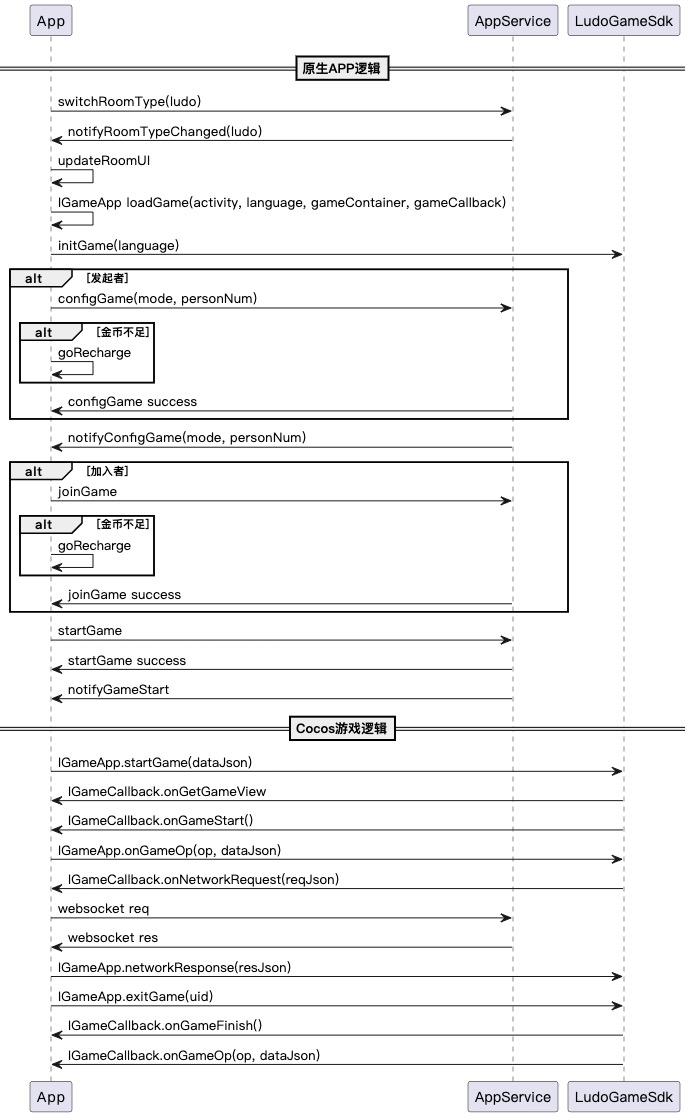 App AppService LudoGameSdk
原生APP逻辑
switchRoomType(ludo)
notifyRoomTypeChanged(ludo)
updateRoomUI
IGameApp loadGame(activity, language, gameContainer, gameCallback)
initGame(language)
alt [发起者]
configGame(mode, personNum)
alt [金币不足]
goRecharge
configGame success
notifyConfigGame(mode, personNum)
alt [加入者]
joinGame
alt [金币不足]
goRecharge
joinGame success
startGame
startGame success
notifyGameStart
Cocos游戏逻辑
IGameApp.startGame(dataJson)
IGameCallback.onGetGameView
IGameCallback.onGameStart()
IGameApp.onGameOp(op, dataJson)
IGameCallback.onNetworkRequest(reqJson)
websocket req
websocket res
IGameApp.networkResponse(resJson)
IGameApp.exitGame(uid)
IGameCallback.onGameFinish()
IGameCallback.onGameOp(op, dataJson)
App AppService LudoGameSdk